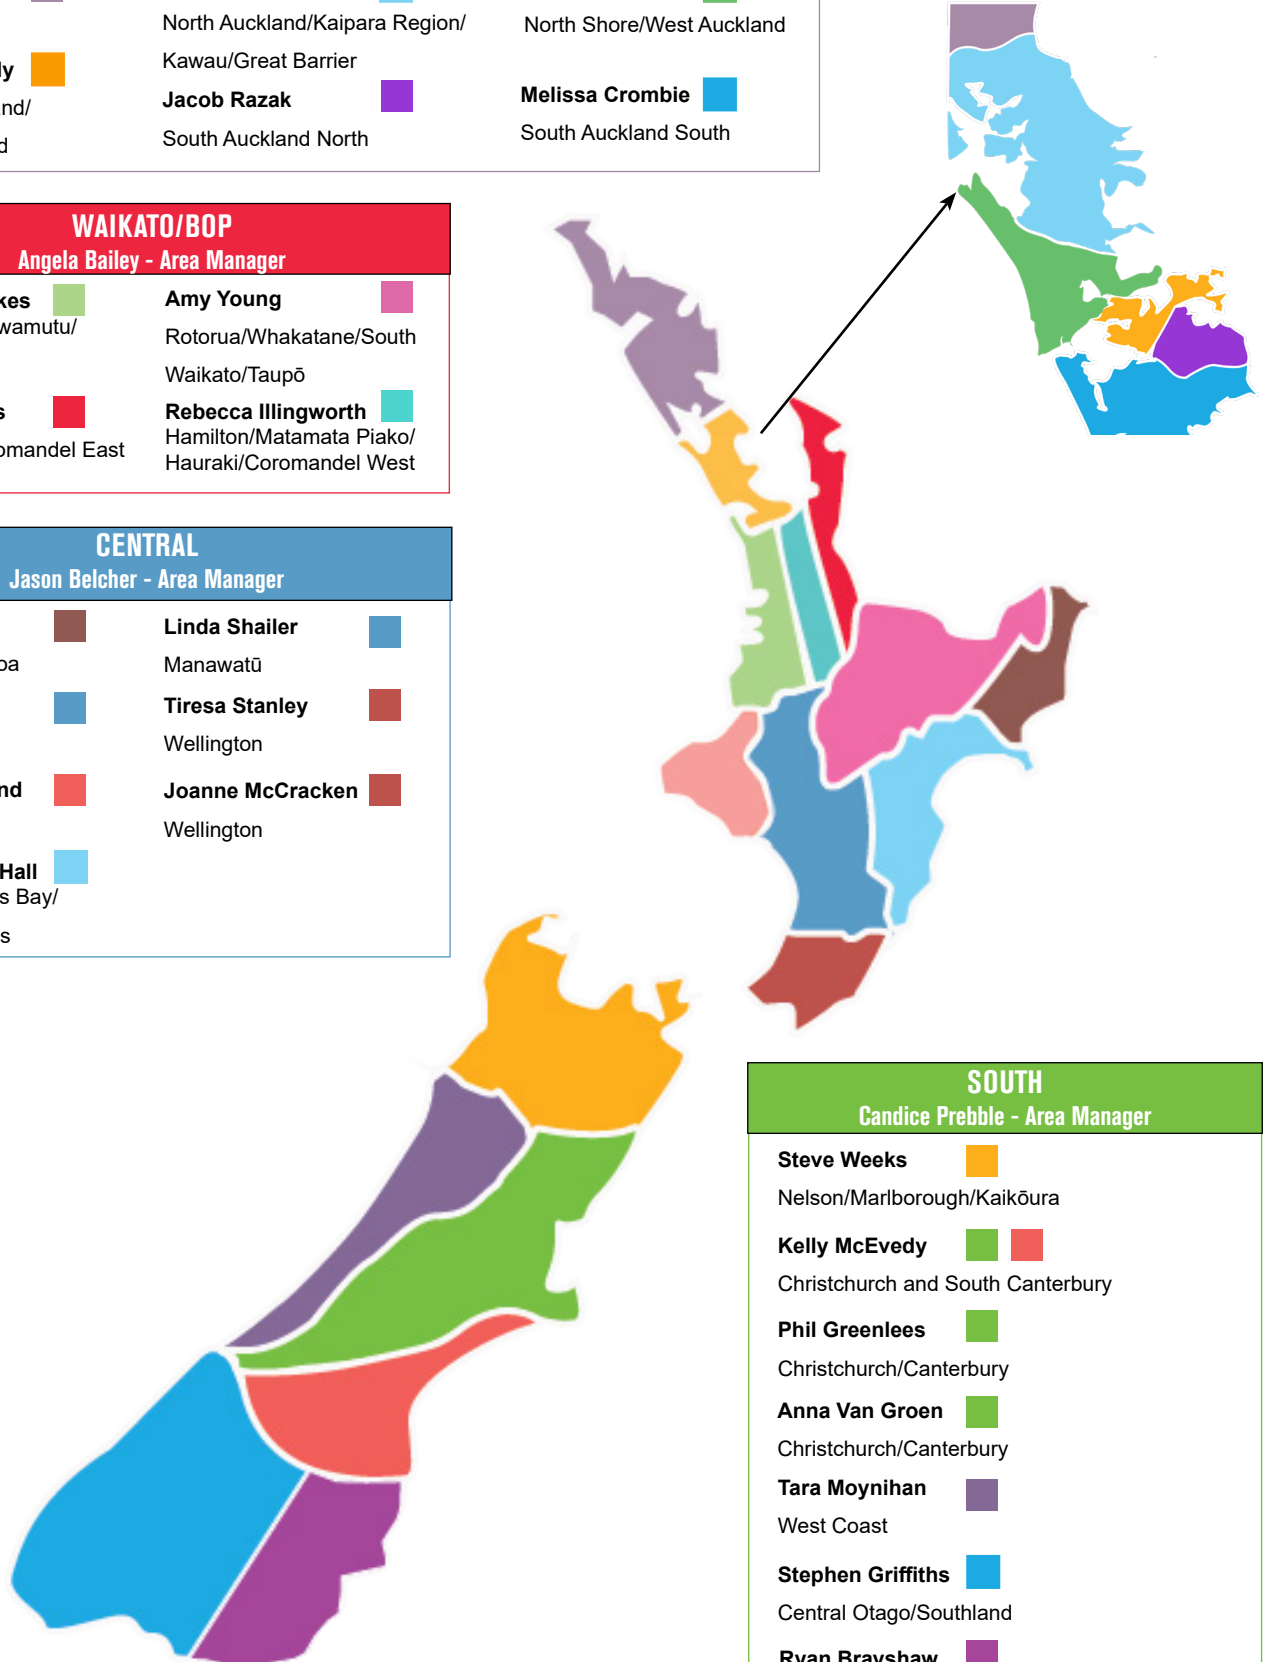 North Auckland/Kaipara Region/
Kawau/Great Barrier
North Shore/West Auckland
ly
nd/
d
Jacob Razak
South Auckland North
Melissa Crombie
South Auckland South
WAIKATO/BOP
Angela Bailey - Area Manager
kes
wamutu/
Amy Young
Rotorua/Whakatane/South
Waikato/Taupō
s
omandel East
Rebecca Illingworth
Hamilton/Matamata Piako/
Hauraki/Coromandel West
CENTRAL
Jason Belcher - Area Manager
oa
nd
Hall
s Bay/
s
Linda Shailer
Manawatū
Tiresa Stanley
Wellington
Joanne McCracken
Wellington
SOUTH
Candice Prebble - Area Manager
Steve Weeks
Nelson/Marlborough/Kaikōura
Kelly McEvedy
Christchurch and South Canterbury
Phil Greenlees
Christchurch/Canterbury
Anna Van Groen
Christchurch/Canterbury
Tara Moynihan
West Coast
Stephen Griffiths
Central Otago/Southland
Ryan Brayshaw